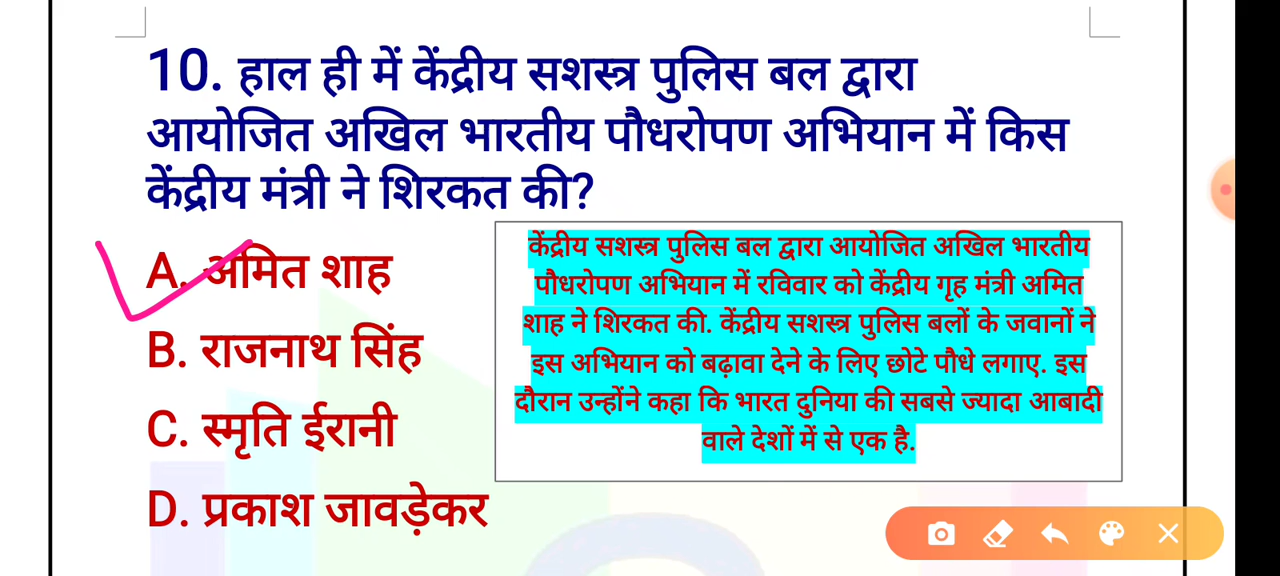 10. हाल ही में केंद्रीय सशस्त्र पुलिस बल द्वारा
आयोजित अखिल भारतीय पौधरोपण अभियान में किस
केंद्रीय मंत्री ने शिरकत की?
A. अमित शाह
B. राजनाथ सिंह
C. स्मृति ईरानी
D. प्रकाश जावड़ेकर
केंद्रीय सशस्त्र पुलिस बल द्वारा आयोजित अखिल भारतीय
पौधरोपण अभियान में रविवार को केंद्रीय गृह मंत्री अमित
शाह ने शिरकत की. केंद्रीय सशस्त्र पुलिस बलों के जवानों ने
इस अभियान को बढ़ावा देने के लिए छोटे पौधे लगाए. इस
दौरान उन्होंने कहा कि भारत दुनिया की सबसे ज्यादा आबादी
वाले देशों में से एक है.